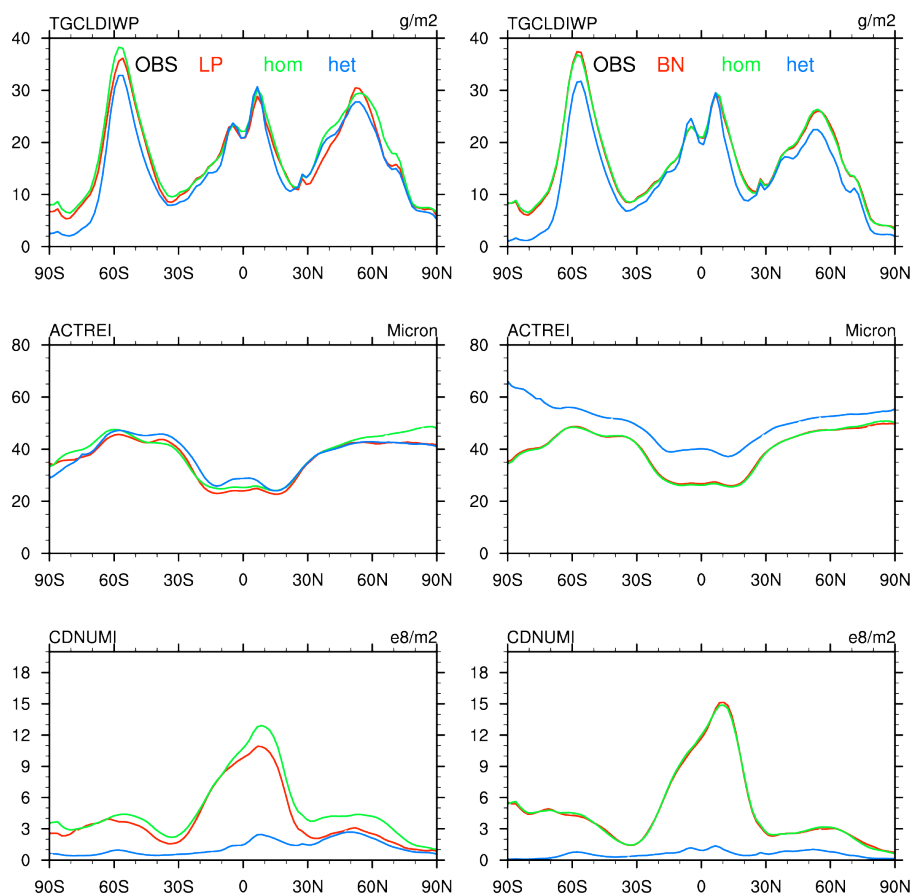 TGCLDIWP g/m2
40
30
20
10
0
OBS LP hom het
90S 60S 30S 0 30N 60N 90N
TGCLDIWP g/m2
40
30
20
10
0
OBS BN hom het
90S 60S 30S 0 30N 60N 90N
ACTREI Micron
80
60
40
20
0
90S 60S 30S 0 30N 60N 90N
ACTREI Micron
80
60
40
20
0
90S 60S 30S 0 30N 60N 90N
CDNUMI e8/m2
18
15
12
9
6
3
0
90S 60S 30S 0 30N 60N 90N
CDNUMI e8/m2
18
15
12
9
6
3
0
90S 60S 30S 0 30N 60N 90N